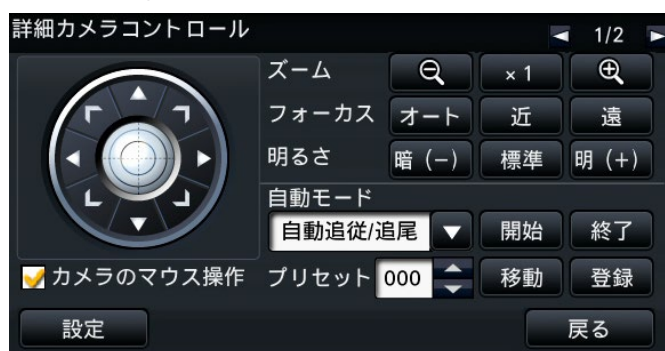 詳細カメラコントロール ◄ 1/2 ►
ズーム × 1
フォーカス オート 近 遠
明るさ 暗 (−) 標準 明 (+)
自動モード
自動追従/追尾 ▼ 開始 終了
カメラのマウス操作 プリセット 000 移動 登録
設定 戻る